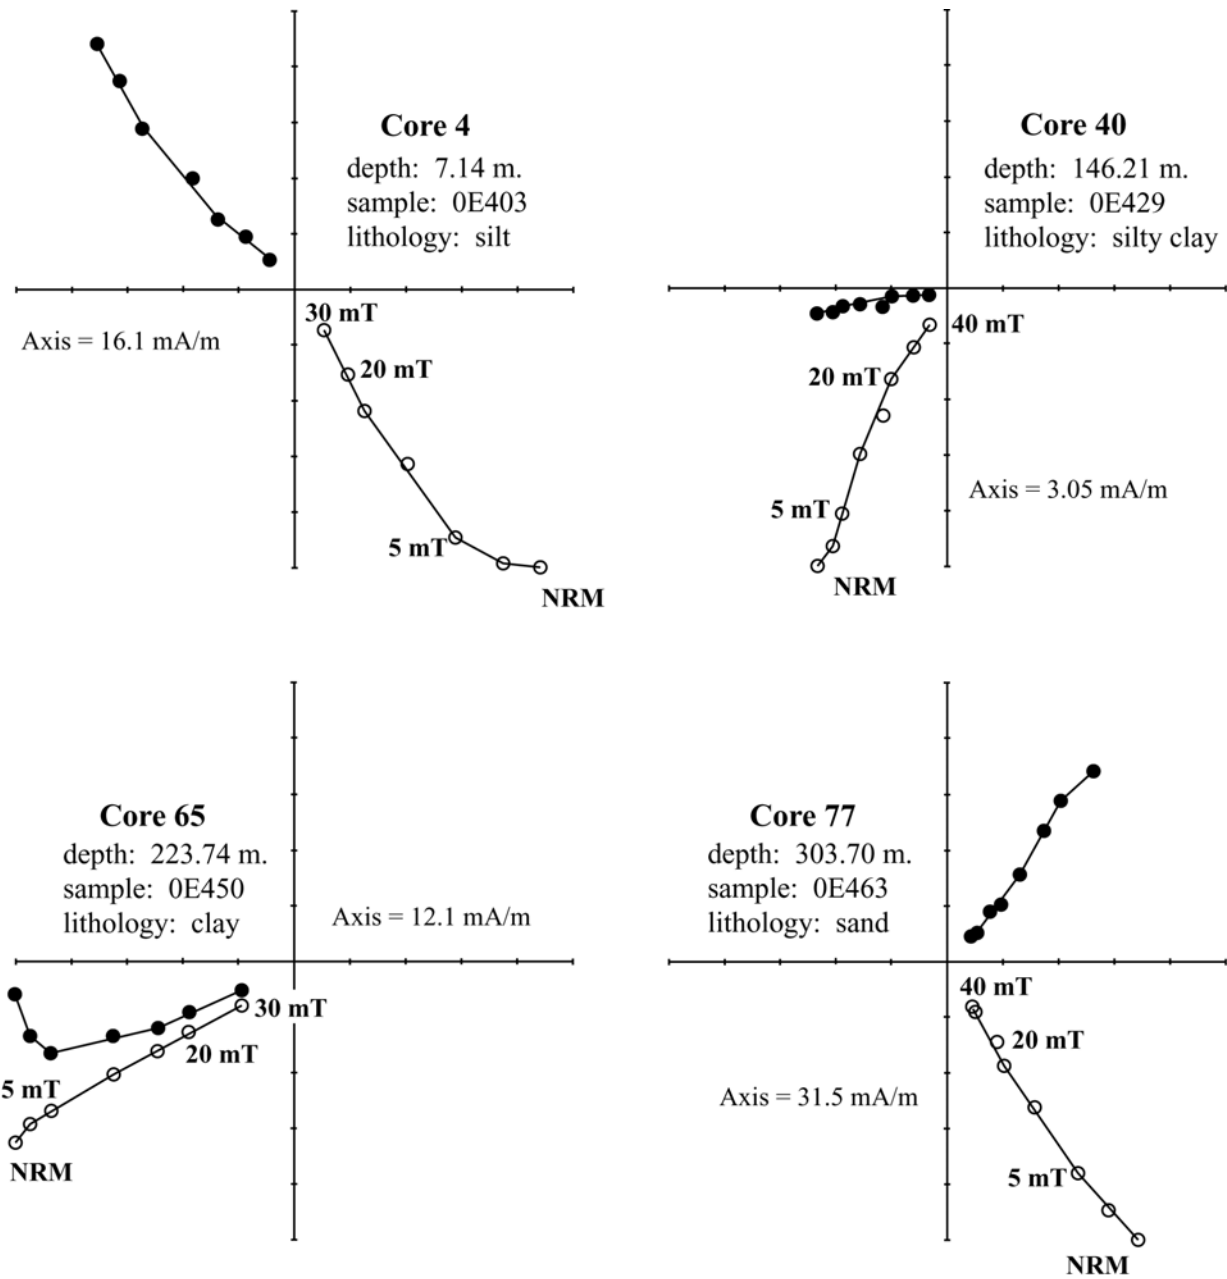 Core 4
depth: 7.14 m.
sample: 0E403
lithology: silt
Axis = 16.1 mA/m
30 mT
20 mT
5 mT
NRM
Core 40
depth: 146.21 m.
sample: 0E429
lithology: silty clay
40 mT
20 mT
Axis = 3.05 mA/m
5 mT
NRM
Core 65
depth: 223.74 m.
sample: 0E450
lithology: clay
Axis = 12.1 mA/m
30 mT
20 mT
5 mT
NRM
Core 77
depth: 303.70 m.
sample: 0E463
lithology: sand
40 mT
20 mT
Axis = 31.5 mA/m
5 mT
NRM